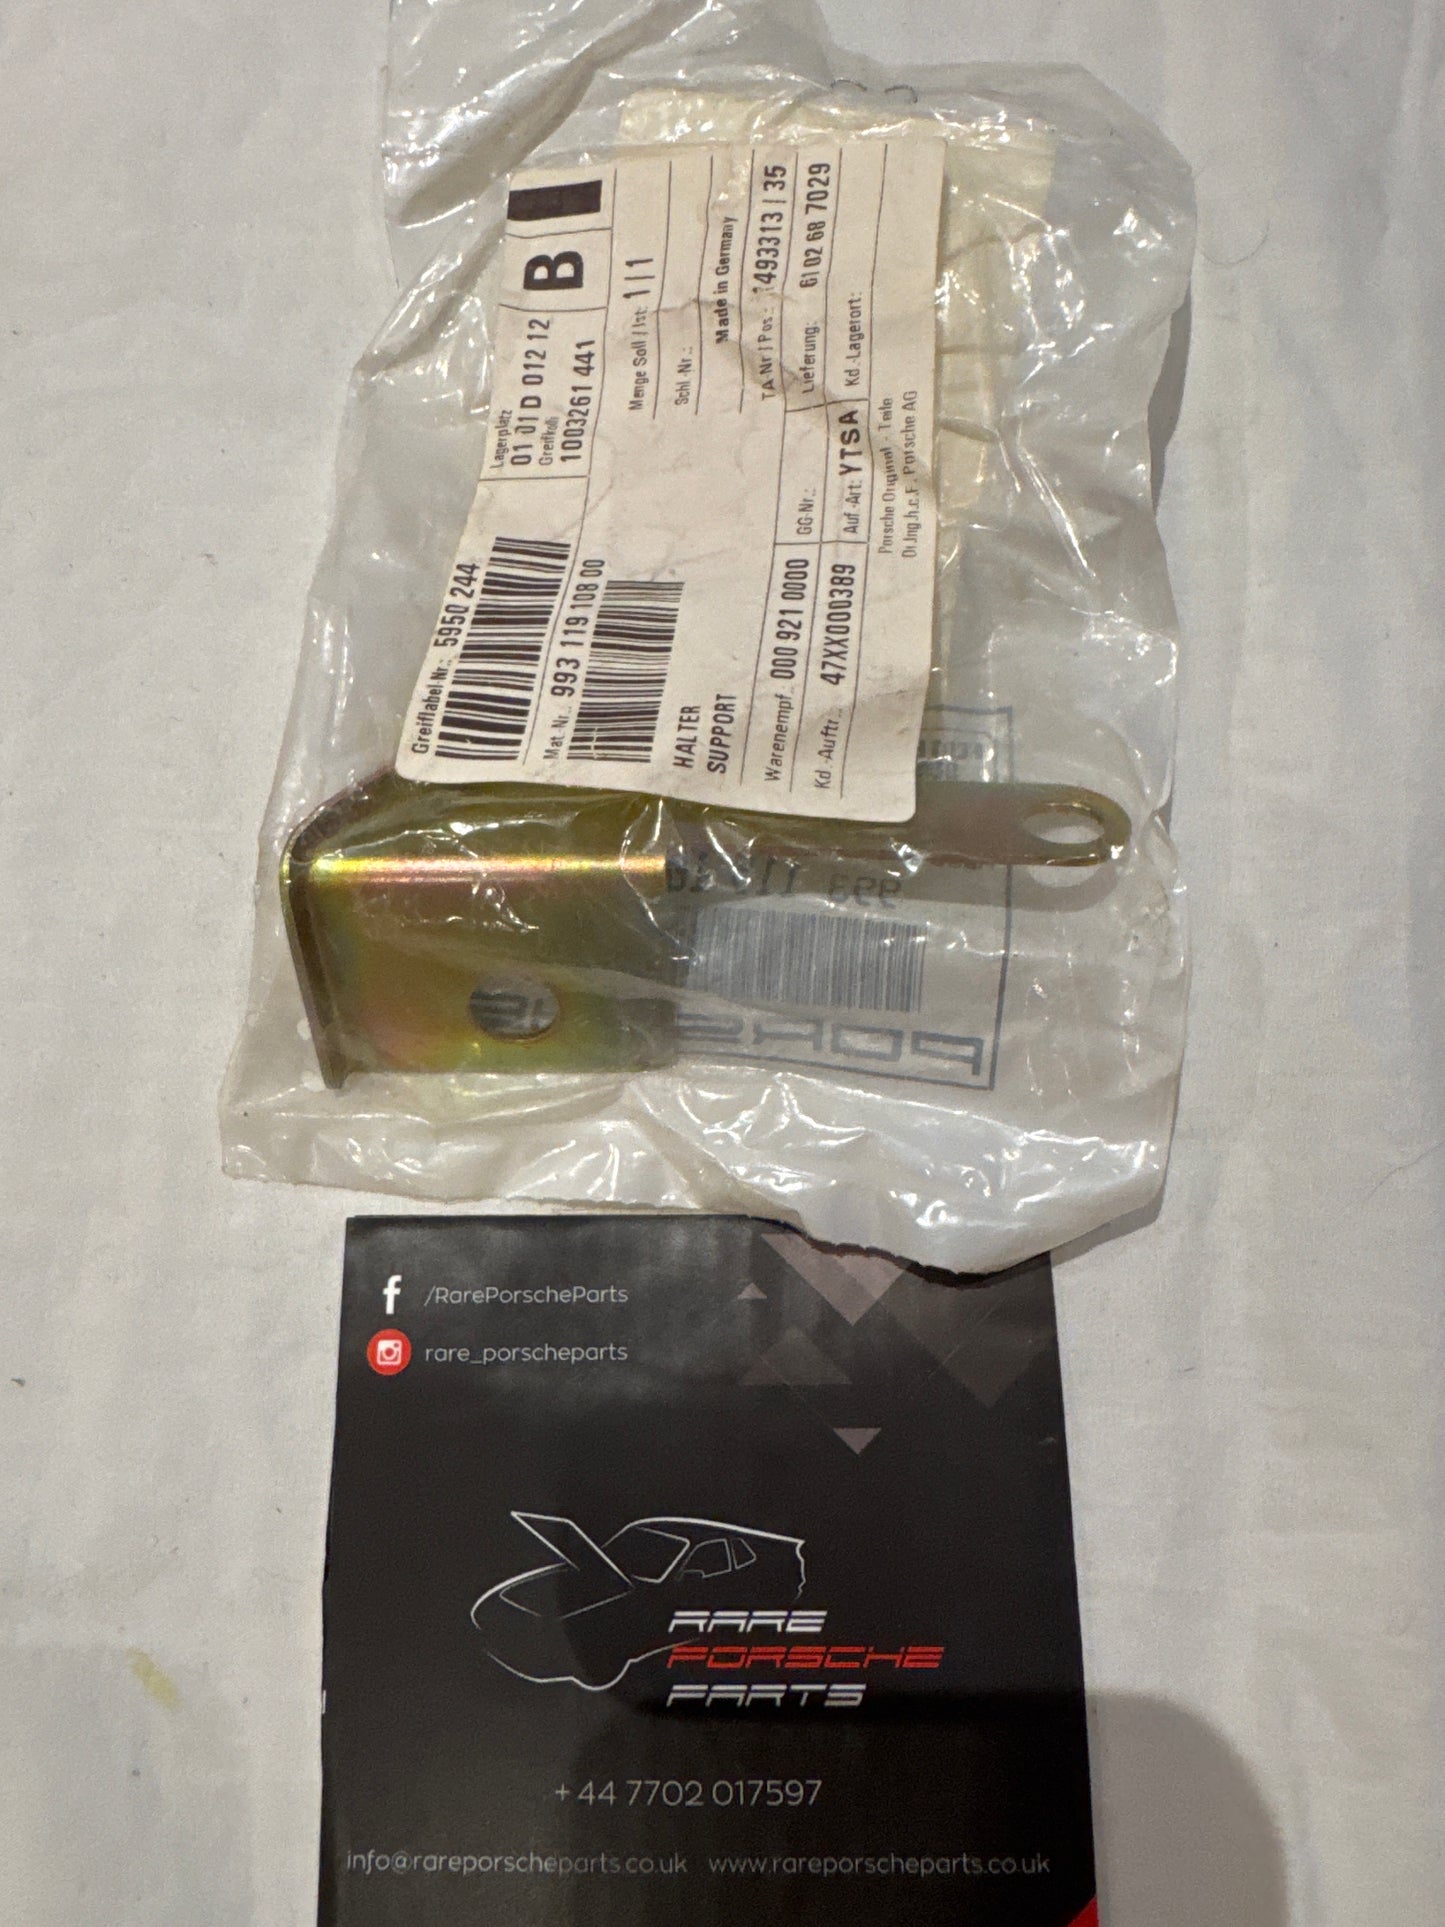 Greiflabel-Nr.: 5950 244
Lagerplatz
01 01 D 012 12
Greifkolli
1003261 441
B
Mat.-Nr.: 993 119 108 00
Menge Soll / Ist: 1 | 1
Schl.-Nr.:
HALTER
SUPPORT
Made in Germany
TA-Nr | Pos.: 1493313 | 35
Warenempf.: 000 921 0000
GG-Nr.:
Lieferung: 61 02 68 7029
Kd.-Auftr.: 47XX000389
Auf.-Art: YTSA
Kd.-Lagerort:
Porsche Original - Teile
Dr.Ing.h.c.F. Porsche AG
993 119
PORS
/RarePorscheParts
rare_porscheparts
RARE
PORSCHE
PARTS
+ 44 7702 017597
info@rareporscheparts.co.uk www.rareporscheparts.co.uk